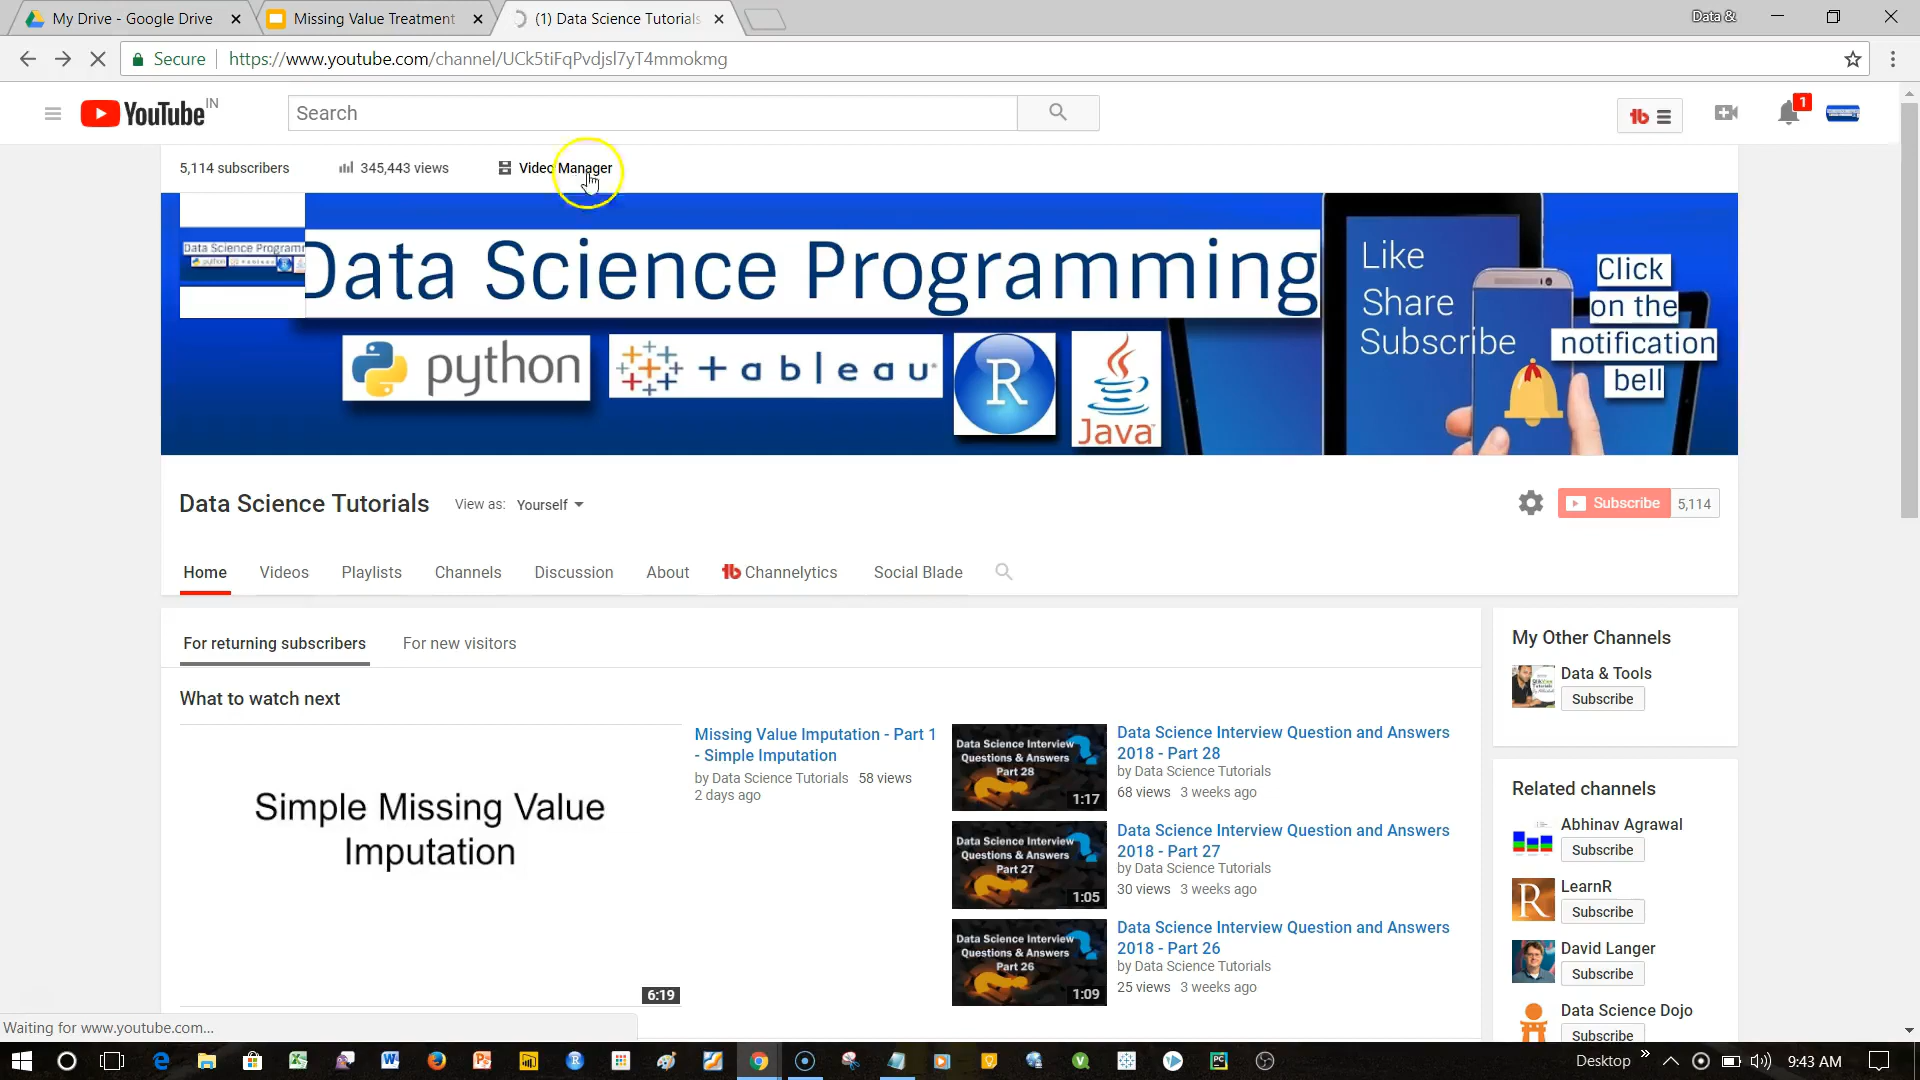 My Drive - Google Drive
Missing Value Treatment
(1) Data Science Tutorials
Data &
Secure
https://www.youtube.com/channel/UCk5tiFqPvdjsl7yT4mmokmg
YouTube IN
Search
1
5,114 subscribers
345,443 views
Video Manager
Data Science Programming
python
+ a b l e a u
R
Java
Like
Share
Subscribe
Click
on the
notification
bell
Data Science Tutorials
View as: Yourself
Subscribe 5,114
Home
Videos
Playlists
Channels
Discussion
About
Channelytics
Social Blade
For returning subscribers
For new visitors
What to watch next
Simple Missing Value
Imputation
6:19
Missing Value Imputation - Part 1
- Simple Imputation
by Data Science Tutorials 58 views
2 days ago
Data Science Interview
Questions & Answers
Part 28
1:17
Data Science Interview Question and Answers
2018 - Part 28
by Data Science Tutorials
68 views 3 weeks ago
Data Science Interview
Questions & Answers
Part 27
1:05
Data Science Interview Question and Answers
2018 - Part 27
by Data Science Tutorials
30 views 3 weeks ago
Data Science Interview
Questions & Answers
Part 26
1:09
Data Science Interview Question and Answers
2018 - Part 26
by Data Science Tutorials
25 views 3 weeks ago
My Other Channels
Data & Tools
Subscribe
Related channels
Abhinav Agrawal
Subscribe
LearnR
Subscribe
David Langer
Subscribe
Data Science Dojo
Subscribe
Waiting for www.youtube.com...
Desktop
9:43 AM